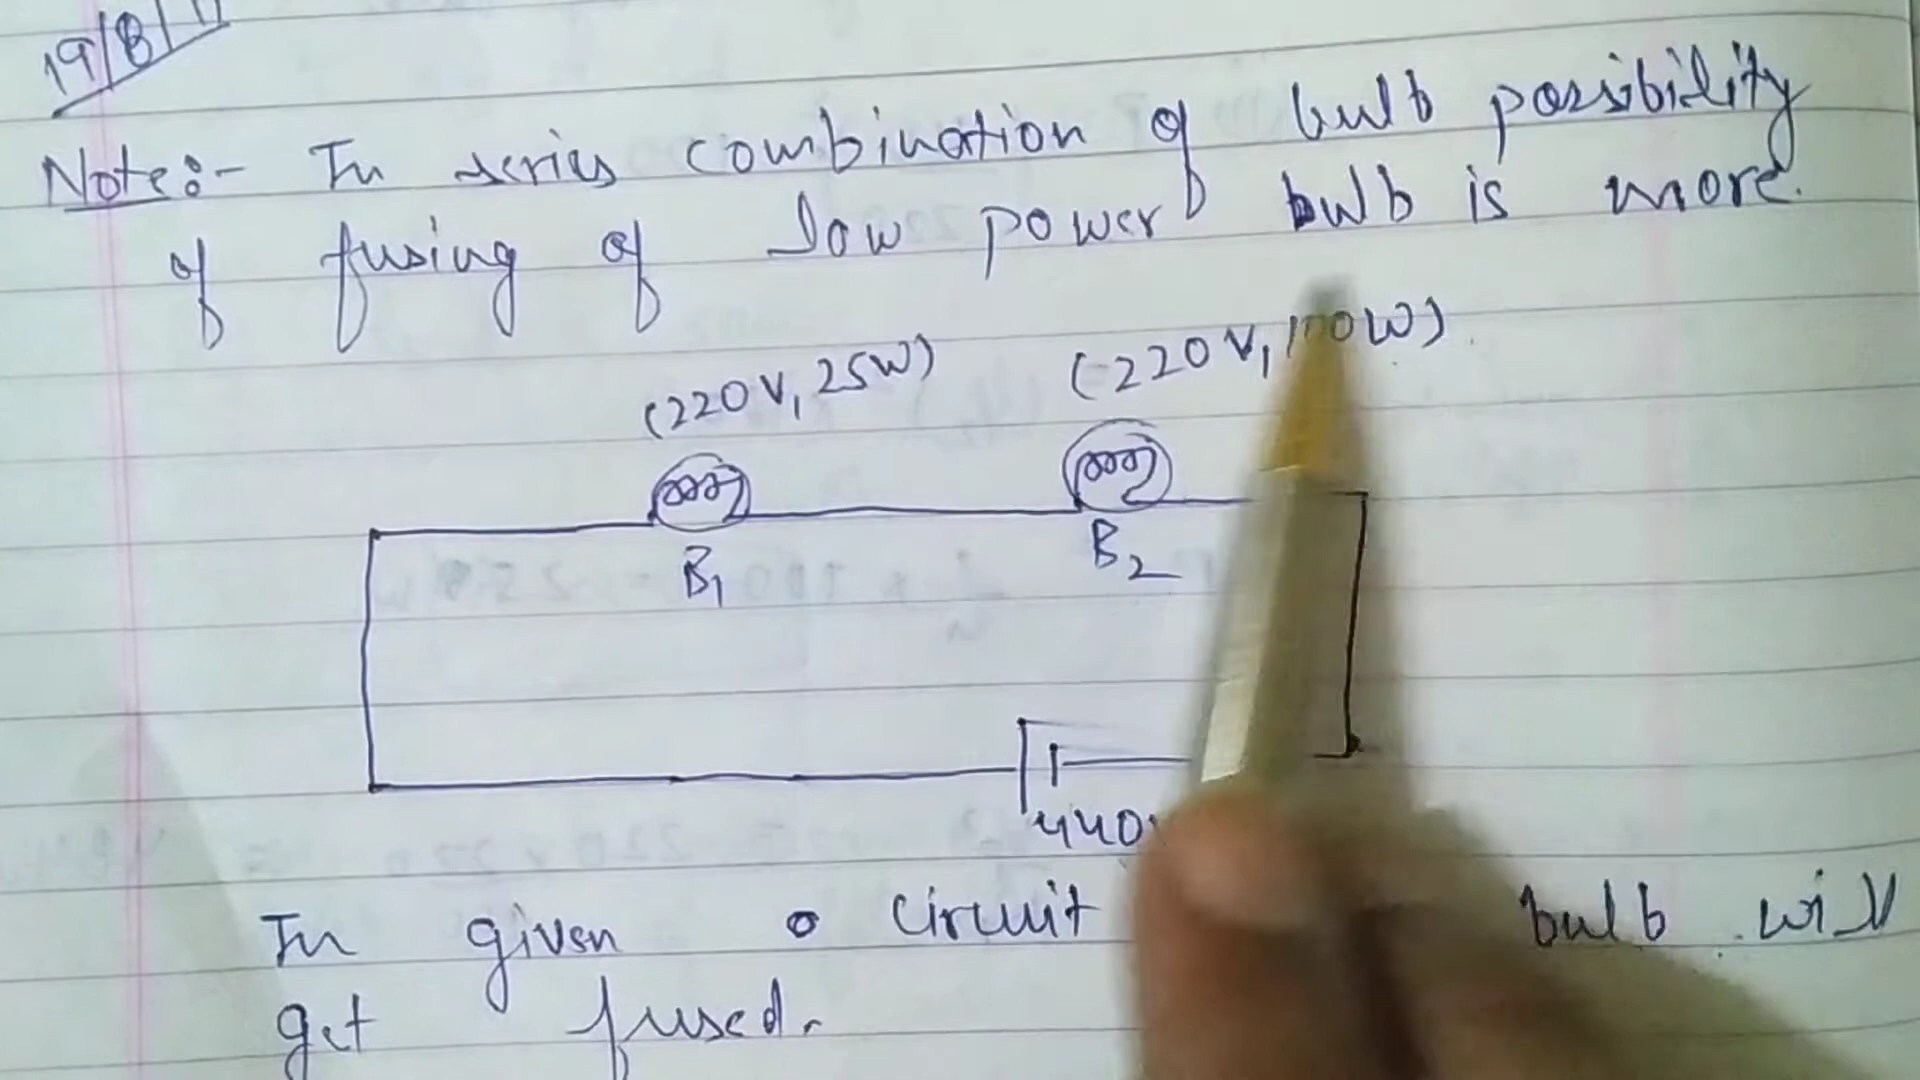 19/8/11
Note:- In series combination of bulb possibility
of fusing of low power bulb is more.
(220V, 25W) (220V, 100W)
B1 B2
440V
In given circuit bulb will
get fused.